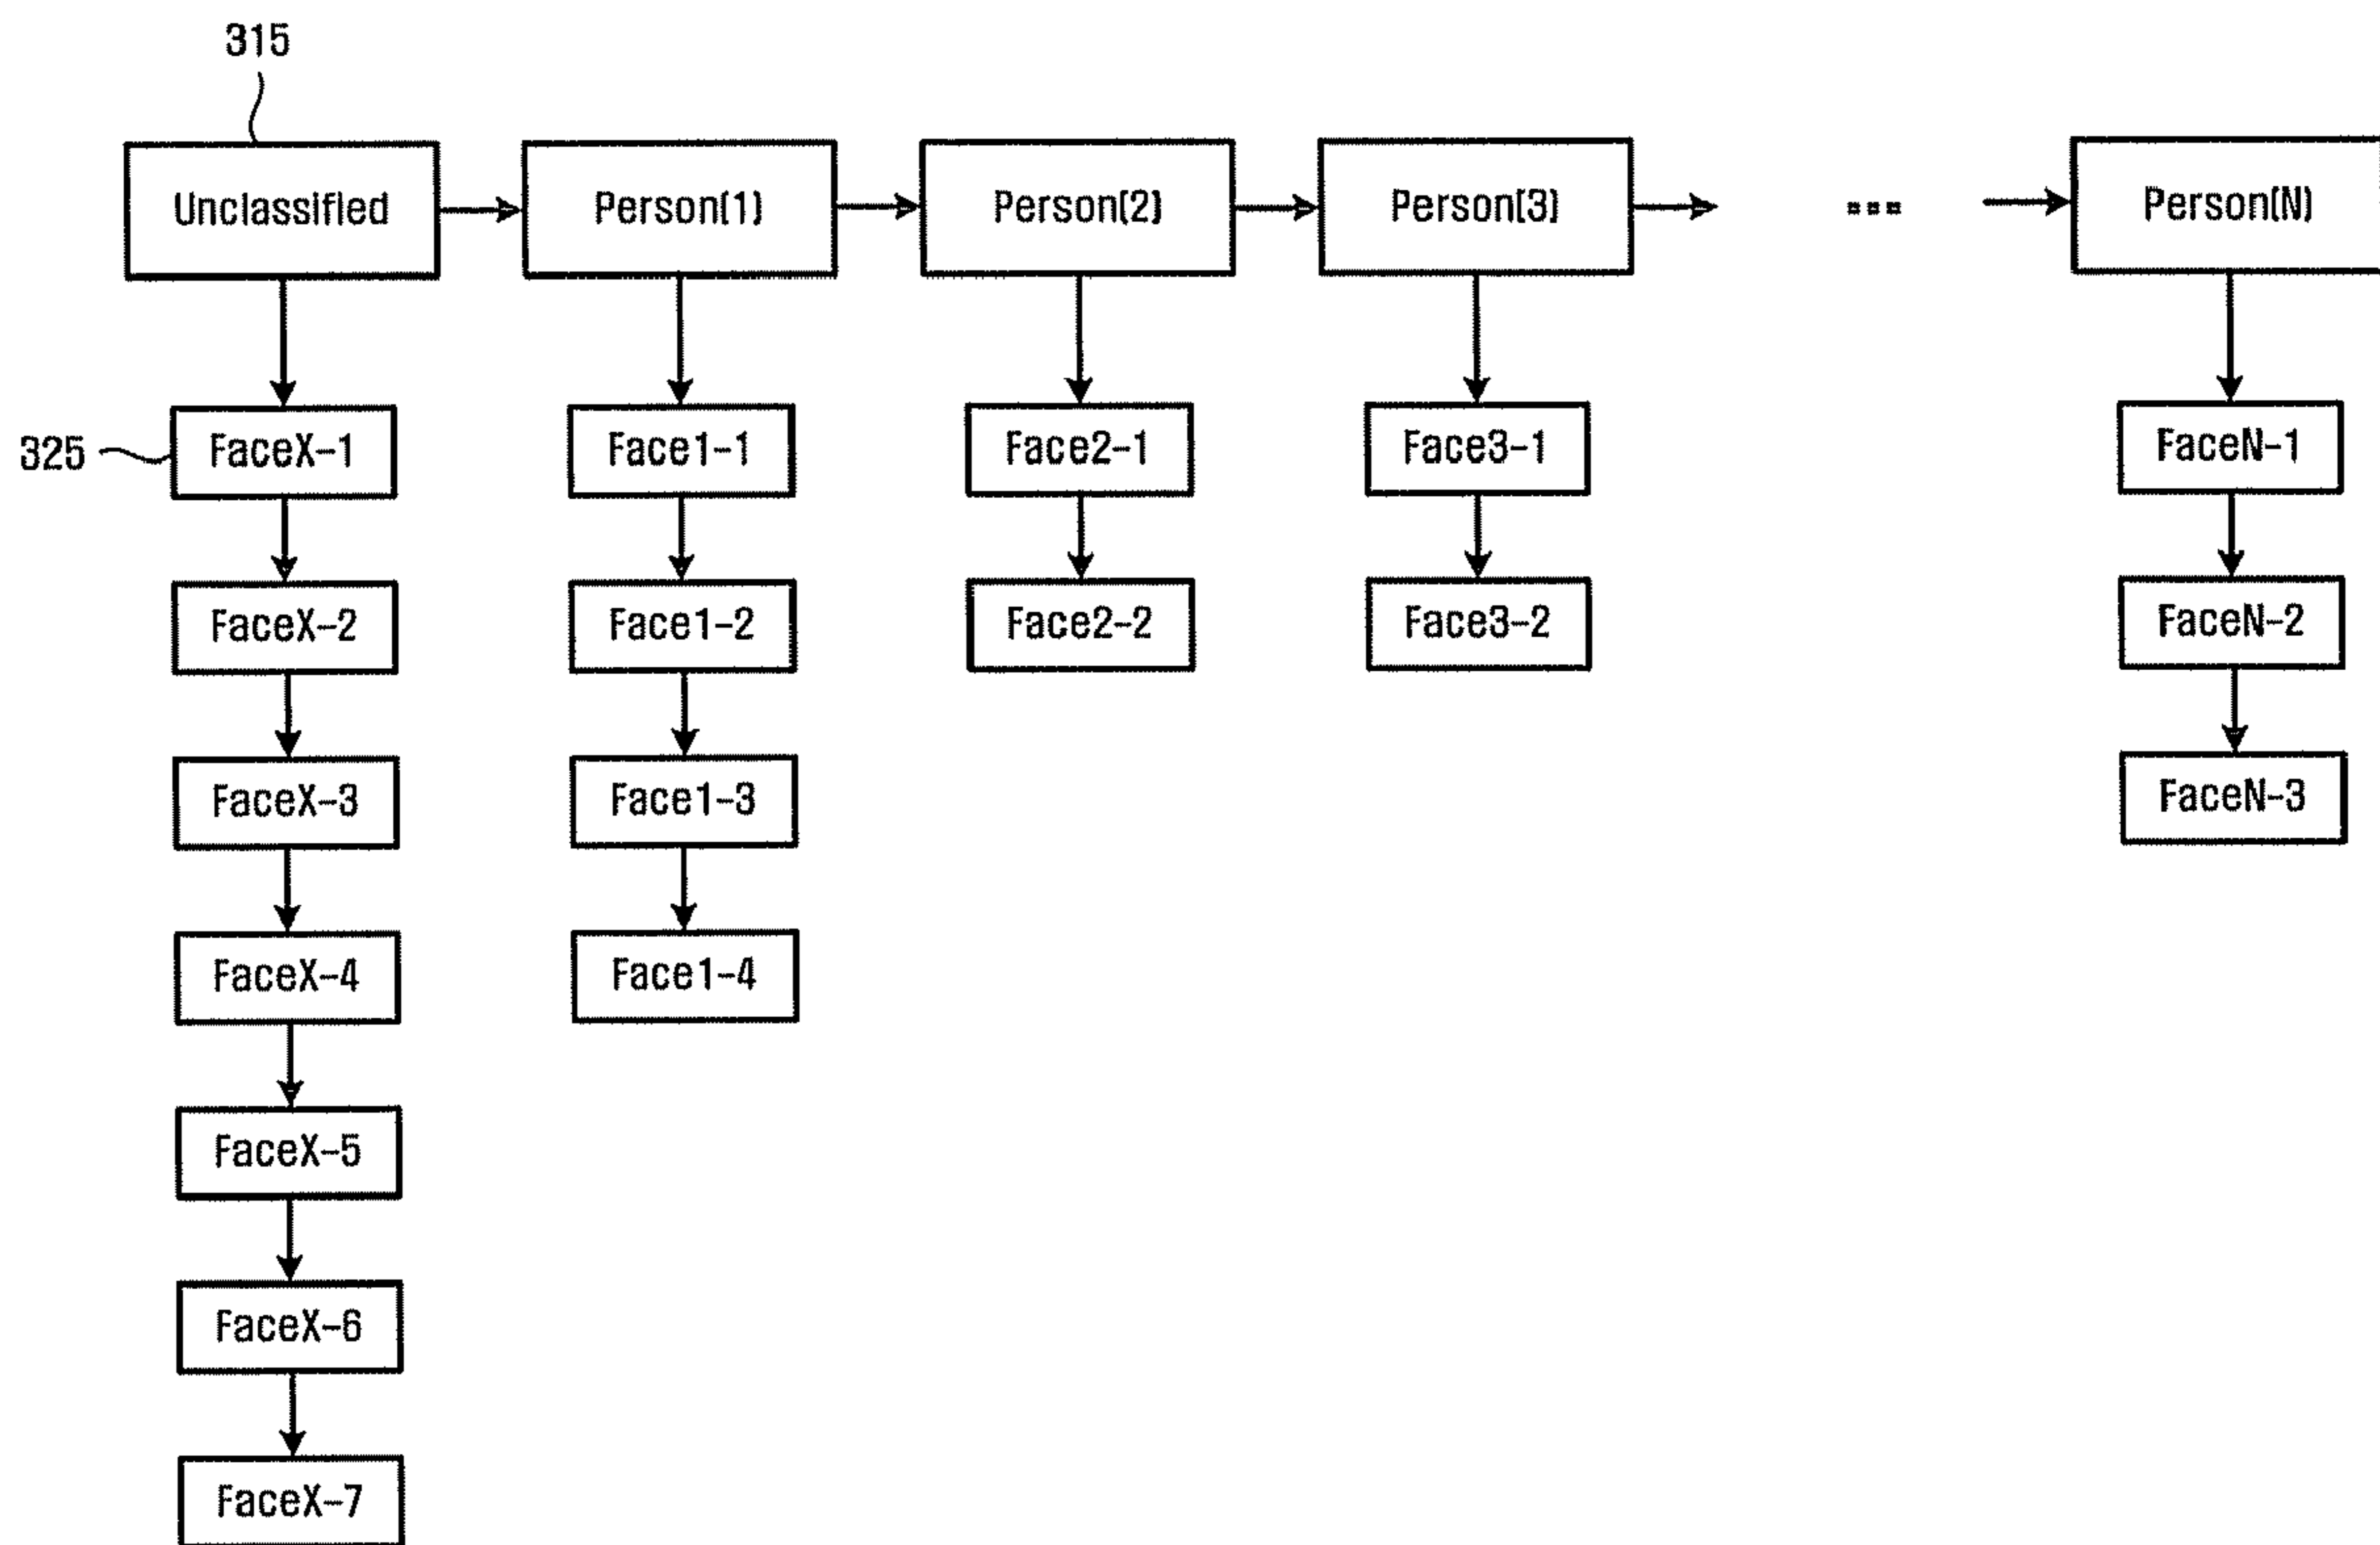 315
Unclassified
Person(1)
Person(2)
Person(3)
...
Person(N)
325
FaceX-1
Face1-1
Face2-1
Face3-1
FaceN-1
FaceX-2
Face1-2
Face2-2
Face3-2
FaceN-2
FaceX-3
Face1-3
FaceN-3
FaceX-4
Face1-4
FaceX-5
FaceX-6
FaceX-7